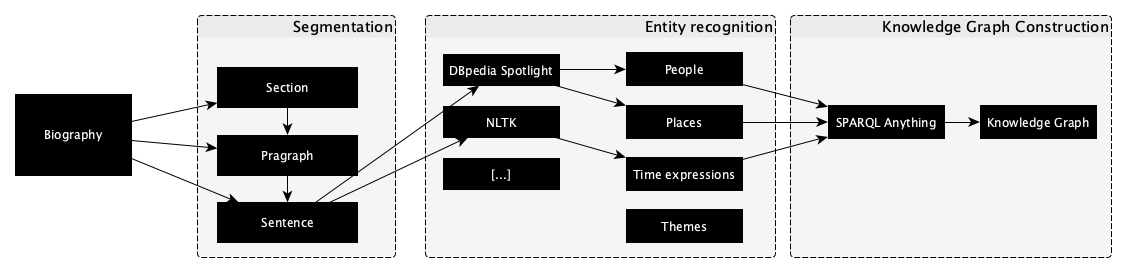 Segmentation
Entity recognition
Knowledge Graph Construction
Biography
Section
Pragraph
Sentence
DBpedia Spotlight
NLTK
[...]
People
Places
Time expressions
Themes
SPARQL Anything
Knowledge Graph